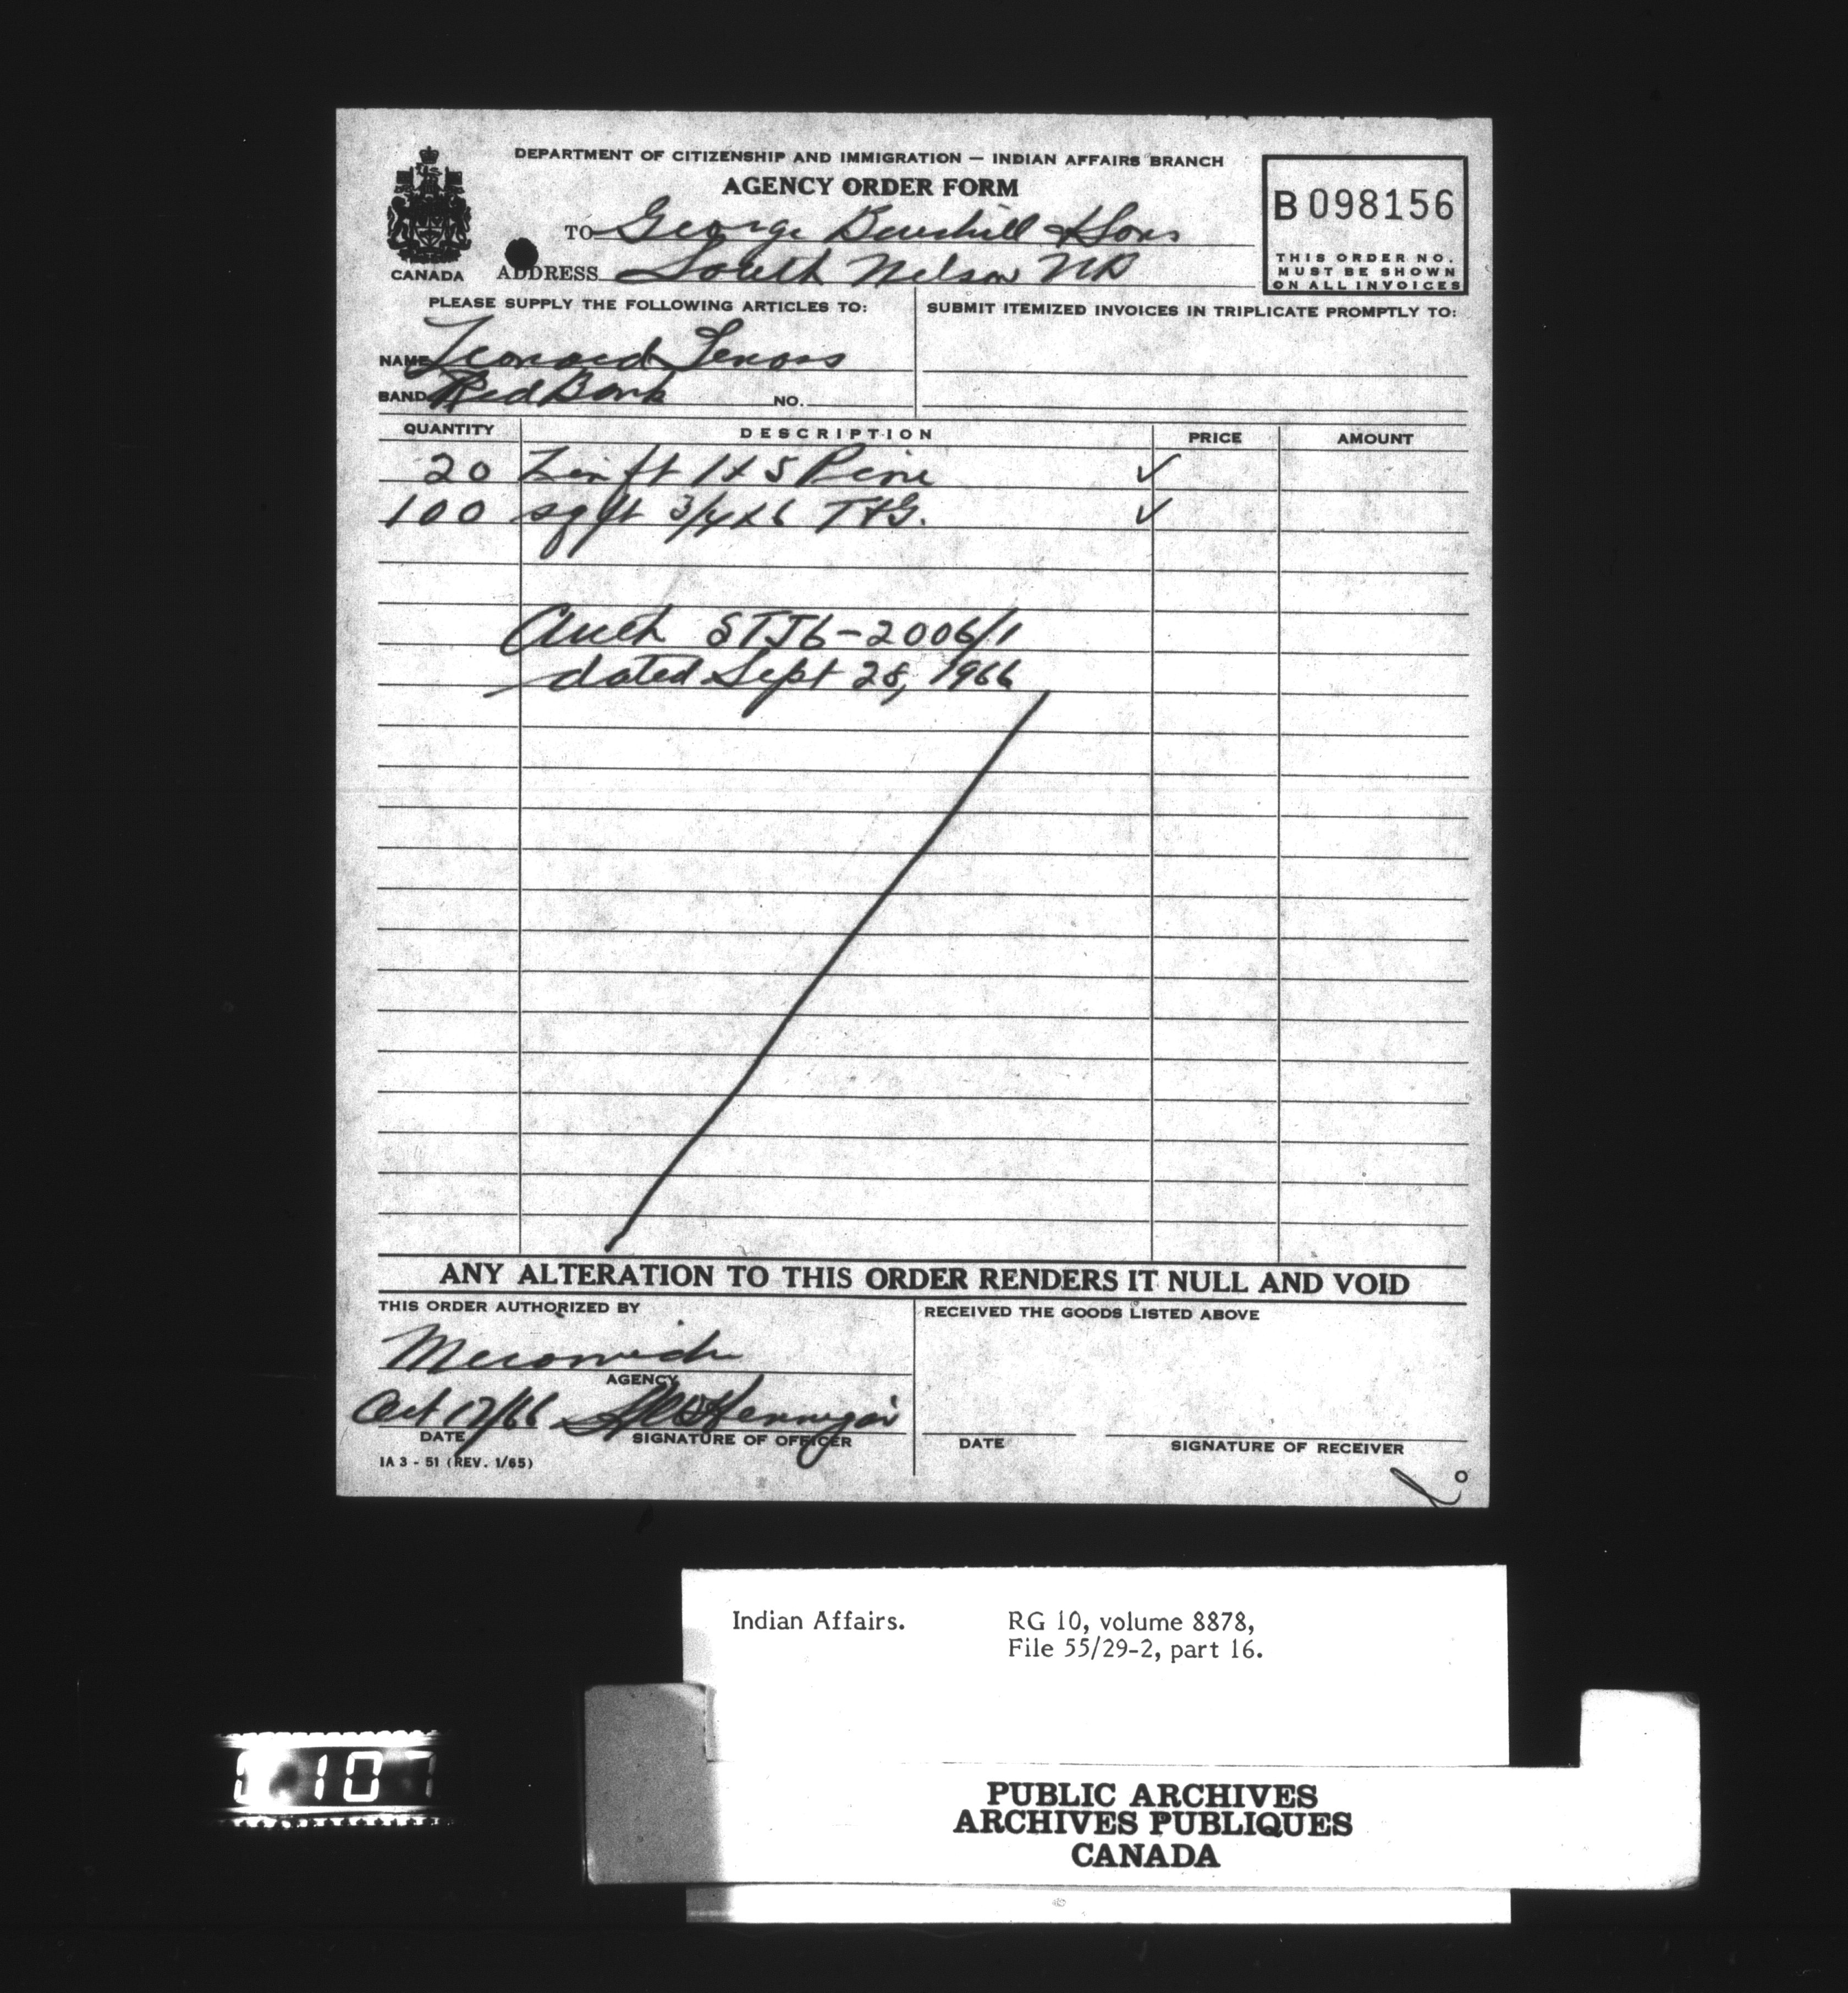 DEPARTMENT OF CITIZENSHIP AND IMMIGRATION — INDIAN AFFAIRS BRANCH
AGENCY ORDER FORM
B 098156
THIS ORDER NO.
MUST BE SHOWN
ON ALL INVOICES
CANADA
TO George Burchill & Sons
ADDRESS South Nelson NB
PLEASE SUPPLY THE FOLLOWING ARTICLES TO:
SUBMIT ITEMIZED INVOICES IN TRIPLICATE PROMPTLY TO:
NAME Leonard
BAND Red Bank NO.
QUANTITY DESCRIPTION PRICE AMOUNT
20 Lin ft 1x5 Pine ✓
100 sq ft 3/4x6 T&G. ✓
Auth STJ6-2006/1
dated Sept 28, 1966
ANY ALTERATION TO THIS ORDER RENDERS IT NULL AND VOID
THIS ORDER AUTHORIZED BY
RECEIVED THE GOODS LISTED ABOVE
AGENCY
Oct 17/66
DATE SIGNATURE OF OFFICER
DATE SIGNATURE OF RECEIVER
IA 3 - 51 (REV. 1/65)
Indian Affairs. RG 10, volume 8878,
File 55/29-2, part 16.
107
PUBLIC ARCHIVES
ARCHIVES PUBLIQUES
CANADA